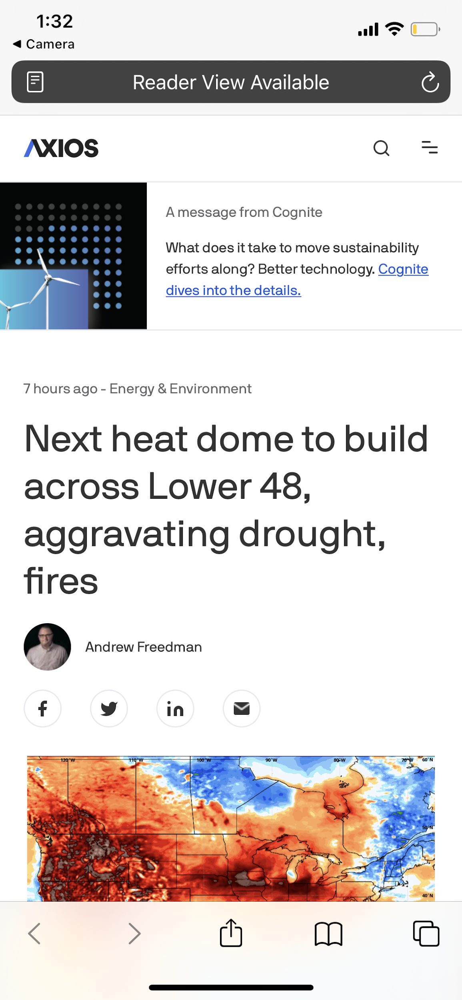 1:32
Camera
Reader View Available
AXIOS
A message from Cognite
What does it take to move sustainability
efforts along? Better technology. Cognite
dives into the details.
7 hours ago - Energy & Environment
Next heat dome to build
across Lower 48,
aggravating drought,
fires
Andrew Freedman
f
in
120°W 110°W 100°W 90°W 80°W 70°W 60°N
50°N
40°N